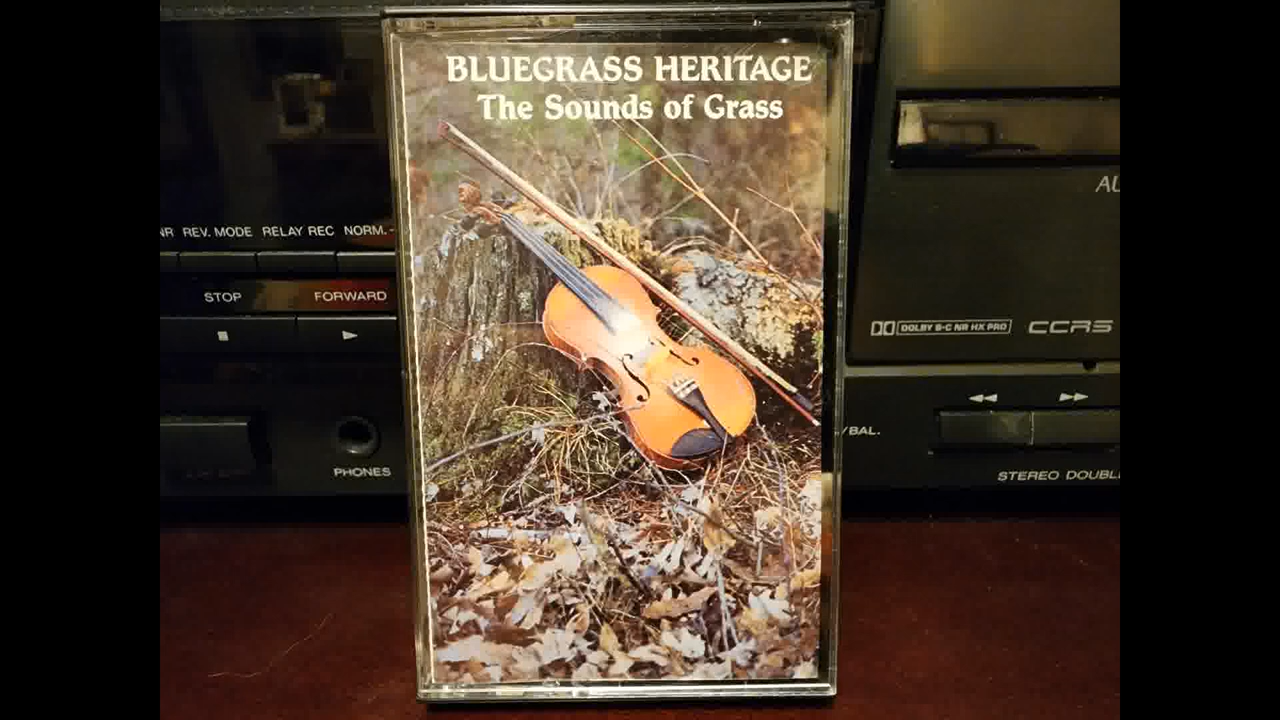 BLUEGRASS HERITAGE
The Sounds of Grass
NR REV. MODE RELAY REC NORM.-
STOP FORWARD
PHONES
AU
DOLBY B-C NR HX PRO CCRS
/BAL.
STEREO DOUBL